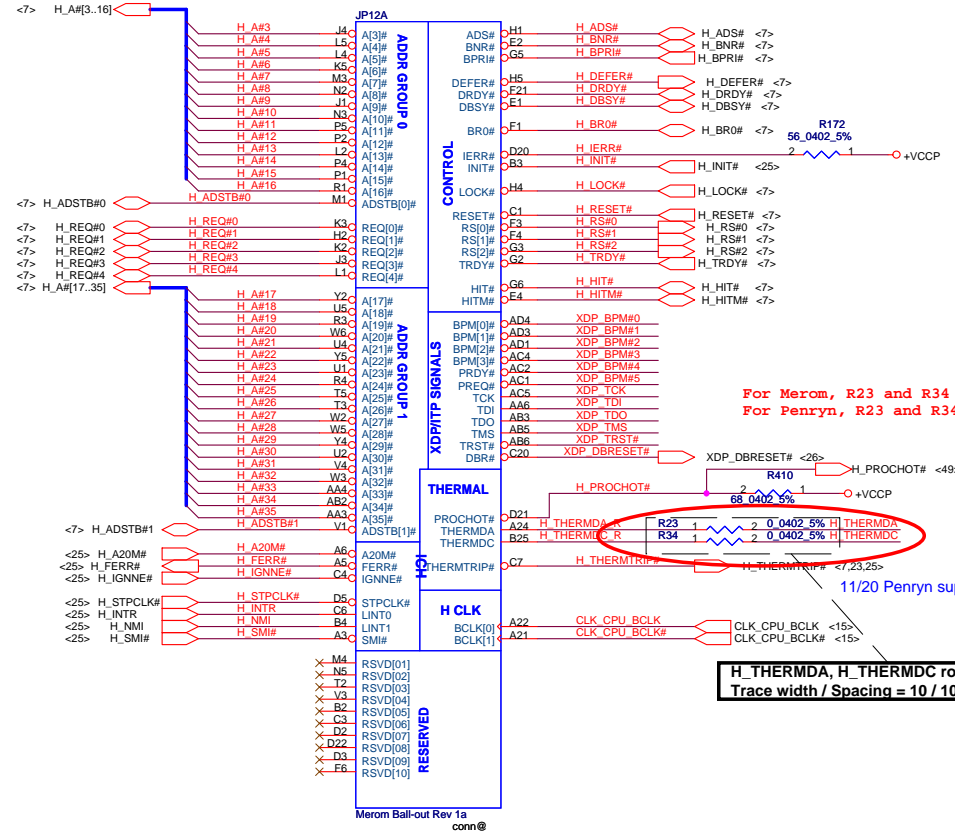 <7> H_A#[3..16]
JP12A
H_A#3 J4 A[3]# ADS# H1 H_ADS# H_ADS# <7>
H_A#4 L5 A[4]# BNR# E2 H_BNR# H_BNR# <7>
H_A#5 L4 A[5]# BPRI# G5 H_BPRI# H_BPRI# <7>
H_A#6 K5 A[6]#
H_A#7 M3 A[7]# DEFER# H5 H_DEFER# H_DEFER# <7>
H_A#8 N2 A[8]# DRDY# F21 H_DRDY# H_DRDY# <7>
H_A#9 J1 A[9]# DBSY# E1 H_DBSY# H_DBSY# <7>
H_A#10 N3 A[10]#
H_A#11 P5 A[11]# BR0# F1 H_BR0# H_BR0# <7>
R172
H_A#12 P2 A[12]#
56_0402_5%
H_A#13 L2 A[13]# IERR# D20 H_IERR# 2 1 +VCCP
H_A#14 P4 A[14]# INIT# B3 H_INIT# H_INIT# <25>
H_A#15 P1 A[15]#
H_A#16 R1 A[16]# LOCK# H4 H_LOCK# H_LOCK# <7>
<7> H_ADSTB#0 H_ADSTB#0 M1 ADSTB[0]#
ADDR GROUP 0
CONTROL
RESET# C1 H_RESET# H_RESET# <7>
<7> H_REQ#0 H_REQ#0 K3 REQ[0]# RS[0]# F3 H_RS#0 H_RS#0 <7>
<7> H_REQ#1 H_REQ#1 H2 REQ[1]# RS[1]# F4 H_RS#1 H_RS#1 <7>
<7> H_REQ#2 H_REQ#2 K2 REQ[2]# RS[2]# G3 H_RS#2 H_RS#2 <7>
<7> H_REQ#3 H_REQ#3 J3 REQ[3]# TRDY# G2 H_TRDY# H_TRDY# <7>
<7> H_REQ#4 H_REQ#4 L1 REQ[4]#
<7> H_A#[17..35] HIT# G6 H_HIT# H_HIT# <7>
H_A#17 Y2 A[17]# HITM# E4 H_HITM# H_HITM# <7>
H_A#18 U5 A[18]#
H_A#19 R3 A[19]# BPM[0]# AD4 XDP_BPM#0
H_A#20 W6 A[20]# BPM[1]# AD3 XDP_BPM#1
H_A#21 U4 A[21]# BPM[2]# AD1 XDP_BPM#2
H_A#22 Y5 A[22]# BPM[3]# AC4 XDP_BPM#3
H_A#23 U1 A[23]# PRDY# AC2 XDP_BPM#4
H_A#24 R4 A[24]# PREQ# AC1 XDP_BPM#5
H_A#25 T5 A[25]# TCK AC5 XDP_TCK
H_A#26 T3 A[26]# TDI AA6 XDP_TDI
H_A#27 W2 A[27]# TDO AB3 XDP_TDO
H_A#28 W5 A[28]# TMS AB5 XDP_TMS
H_A#29 Y4 A[29]# TRST# AB6 XDP_TRST#
H_A#30 U2 A[30]# DBR# C20 XDP_DBRESET# XDP_DBRESET# <26>
H_A#31 V4 A[31]#
H_A#32 W3 A[32]#
H_A#33 AA4 A[33]#
H_A#34 AB2 A[34]#
H_A#35 AA3 A[35]#
<7> H_ADSTB#1 H_ADSTB#1 V1 ADSTB[1]#
ADDR GROUP 1
XDP/ITP SIGNALS
For Merom, R23 and R34
For Penryn, R23 and R34
THERMAL
H_PROCHOT# <49>
R410
H_PROCHOT# 2 1 +VCCP
68_0402_5%
PROCHOT# D21
THERMDA A24 H_THERMDA_R R23 1 2 0_0402_5% H_THERMDA
THERMDC B25 H_THERMDC_R R34 1 2 0_0402_5% H_THERMDC
<25> H_A20M# H_A20M# A6 A20M#
<25> H_FERR# H_FERR# A5 FERR# THERMTRIP# C7 H_THERMTRIP# H_THERMTRIP# <7,23,25>
<25> H_IGNNE# H_IGNNE# C4 IGNNE#
ICH
11/20 Penryn su
<25> H_STPCLK# H_STPCLK# D5 STPCLK#
<25> H_INTR H_INTR C6 LINT0
<25> H_NMI H_NMI B4 LINT1
<25> H_SMI# H_SMI# A3 SMI#
H CLK
BCLK[0] A22 CLK_CPU_BCLK CLK_CPU_BCLK <15>
BCLK[1] A21 CLK_CPU_BCLK# CLK_CPU_BCLK# <15>
M4 RSVD[01]
N5 RSVD[02]
T2 RSVD[03]
V3 RSVD[04]
B2 RSVD[05]
C3 RSVD[06]
D2 RSVD[07]
D22 RSVD[08]
D3 RSVD[09]
F6 RSVD[10]
RESERVED
H_THERMDA, H_THERMDC ro
Trace width / Spacing = 10 / 10
Merom Ball-out Rev 1a
conn@